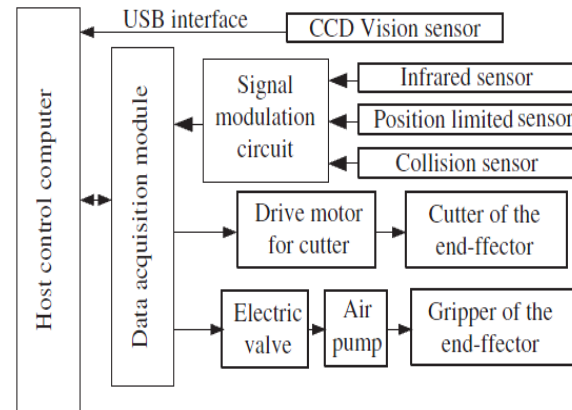 USB interface
CCD Vision sensor
Host control computer
Data acquisition module
Signal
modulation
circuit
Infrared sensor
Position limited sensor
Collision sensor
Drive motor
for cutter
Cutter of the
end-ffector
Electric
valve
Air
pump
Gripper of the
end-ffector